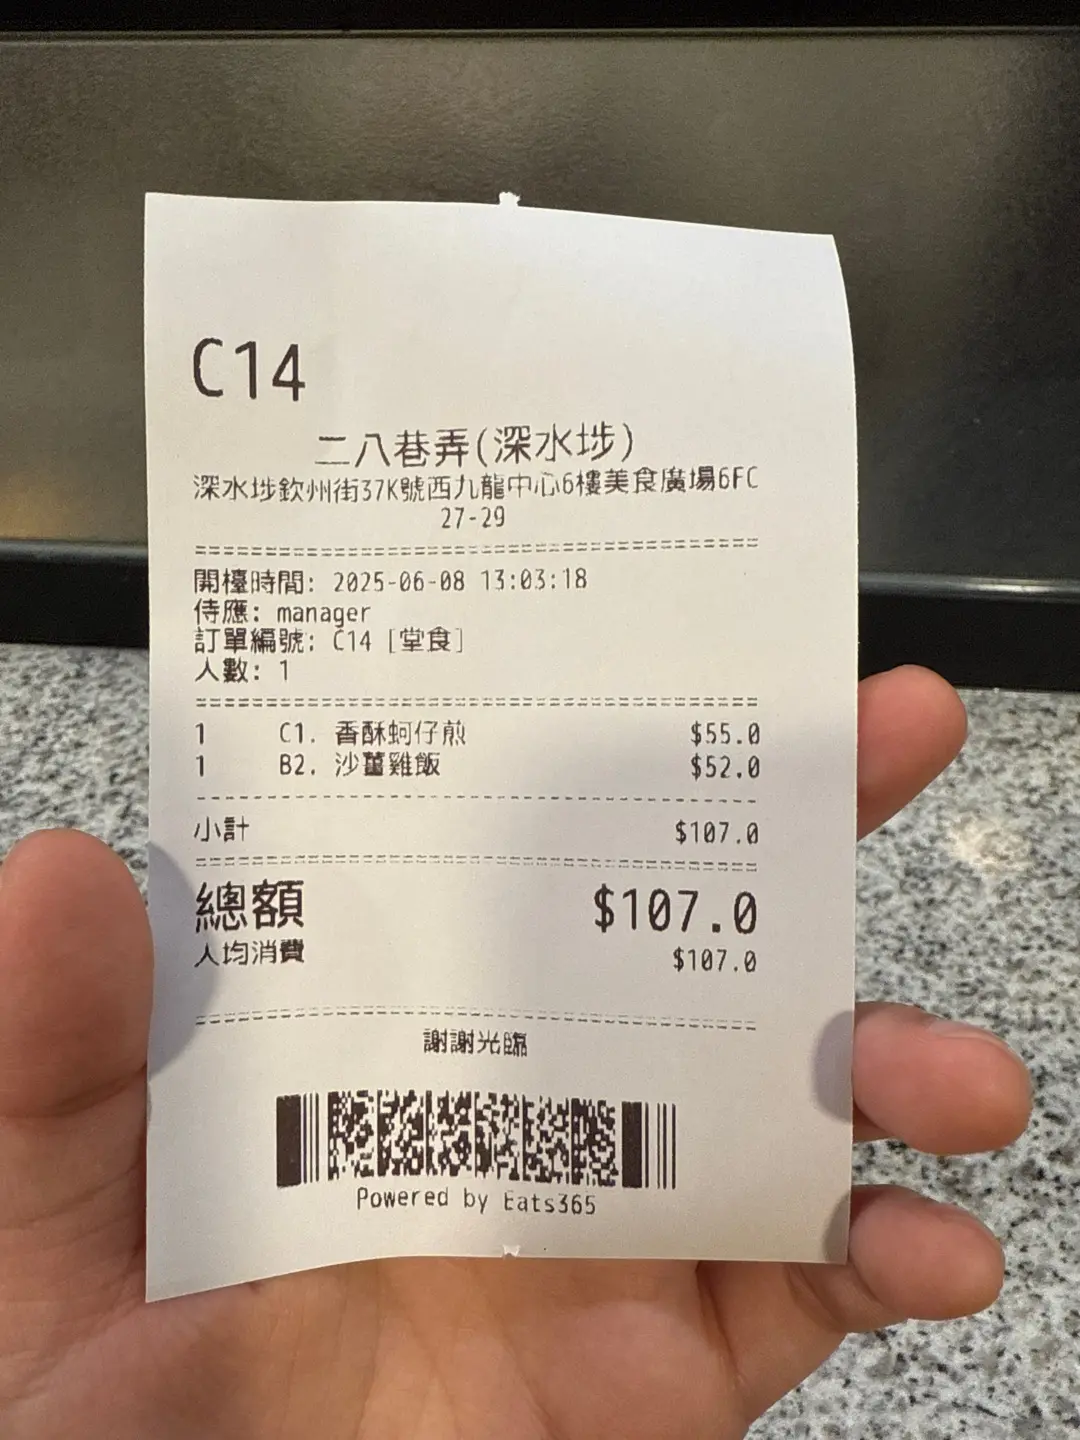 C14
二八巷弄(深水埗)
深水埗欽州街37K號西九龍中心6樓美食廣場6FC
27-29
開檯時間: 2025-06-08 13:03:18
侍應: manager
訂單編號: C14 [堂食]
人數: 1
1 C1. 香酥蚵仔煎 $55.0
1 B2. 沙薑雞飯 $52.0
小計 $107.0
總額 $107.0
人均消費 $107.0
謝謝光臨
Powered by Eats365